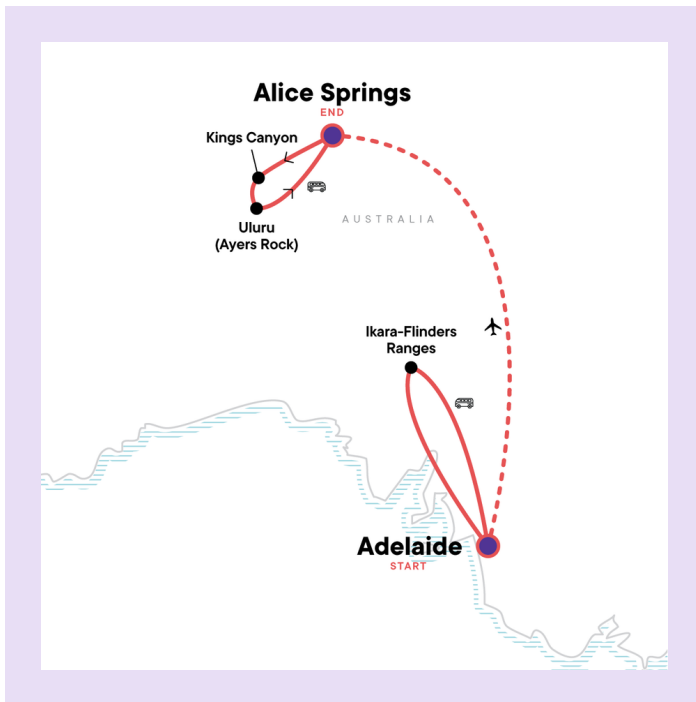 Alice Springs
END
Kings Canyon
Uluru
(Ayers Rock)
AUSTRALIA
Ikara-Flinders
Ranges
Adelaide
START